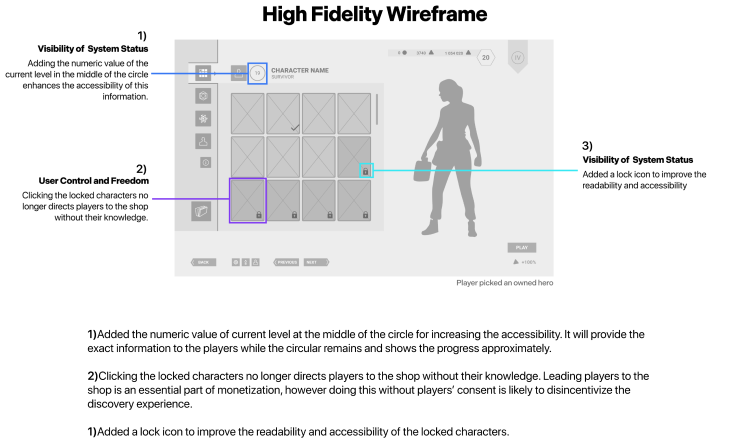 High Fidelity Wireframe
1)
Visibility of System Status
Adding the numeric value of the
current level in the middle of the circle
enhances the accessibility of this
information.
2)
User Control and Freedom
Clicking the locked characters no
longer directs players to the shop
without their knowledge.
CHARACTER NAME
SURVIVOR
20
IV
BACK
PREVIOUS
NEXT
PLAY
+100%
3)
Visibility of System Status
Added a lock icon to improve the
readability and accessibility
Player picked an owned hero
1)Added the numeric value of current level at the middle of the circle for increasing the accessibility. It will provide the
exact information to the players while the circular remains and shows the progress approximately.
2)Clicking the locked characters no longer directs players to the shop without their knowledge. Leading players to the
shop is an essential part of monetization, however doing this without players' consent is likely to disincentivize the
discovery experience.
1)Added a lock icon to improve the readability and accessibility of the locked characters.